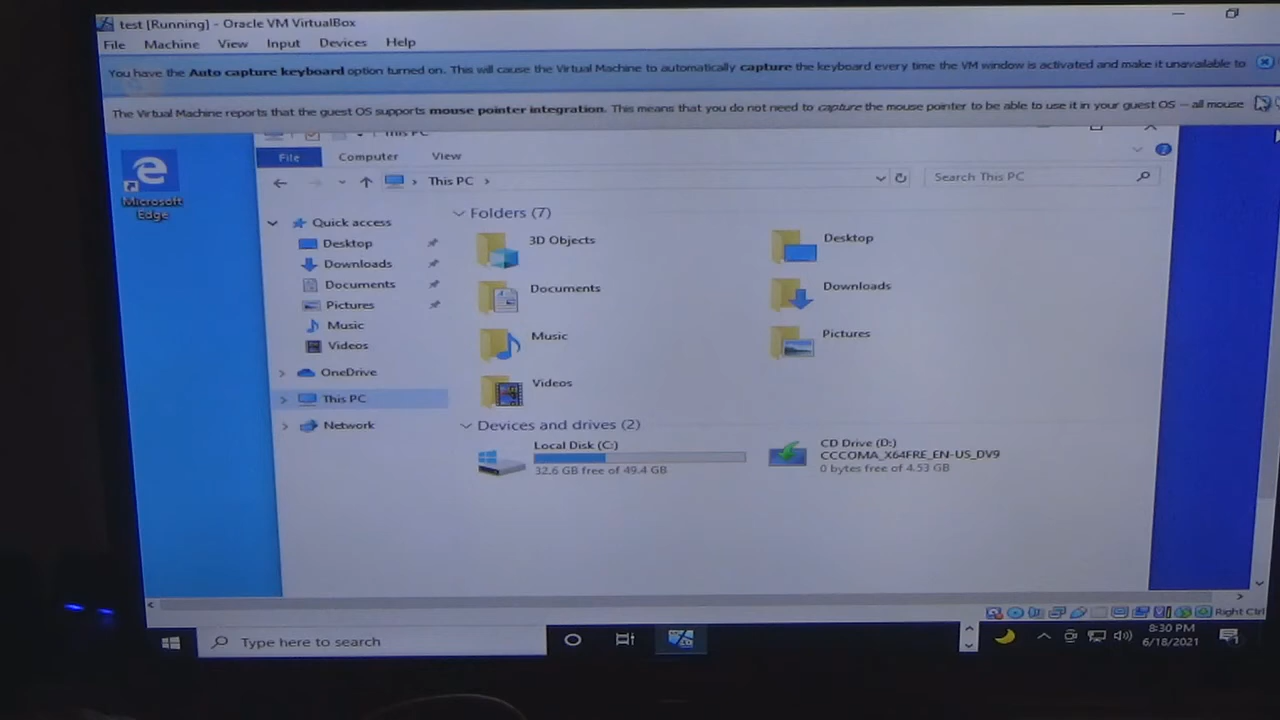 test [Running] - Oracle VM VirtualBox
File Machine View Input Devices Help
You have the Auto capture keyboard option turned on. This will cause the Virtual Machine to automatically capture the keyboard every time the VM window is activated and make it unavailable to
The Virtual Machine reports that the guest OS supports mouse pointer integration. This means that you do not need to capture the mouse pointer to be able to use it in your guest OS -- all mouse
This PC
File Computer View
This PC
Search This PC
Microsoft
Edge
Quick access
Desktop
Downloads
Documents
Pictures
Music
Videos
OneDrive
This PC
Network
Folders (7)
3D Objects
Desktop
Documents
Downloads
Music
Pictures
Videos
Devices and drives (2)
Local Disk (C:)
32.6 GB free of 49.4 GB
CD Drive (D:)
CCCOMA_X64FRE_EN-US_DV9
0 bytes free of 4.53 GB
Right Ctrl
Type here to search
8:30 PM
6/18/2021